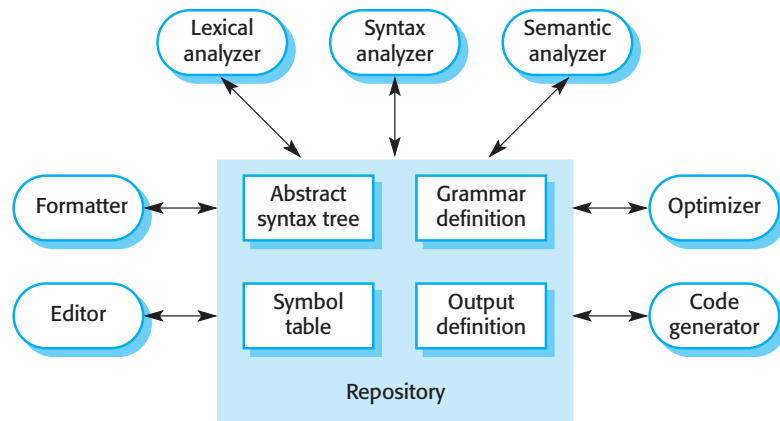 Lexical
analyzer
Syntax
analyzer
Semantic
analyzer
Formatter
Abstract
syntax tree
Grammar
definition
Optimizer
Editor
Symbol
table
Output
definition
Code
generator
Repository